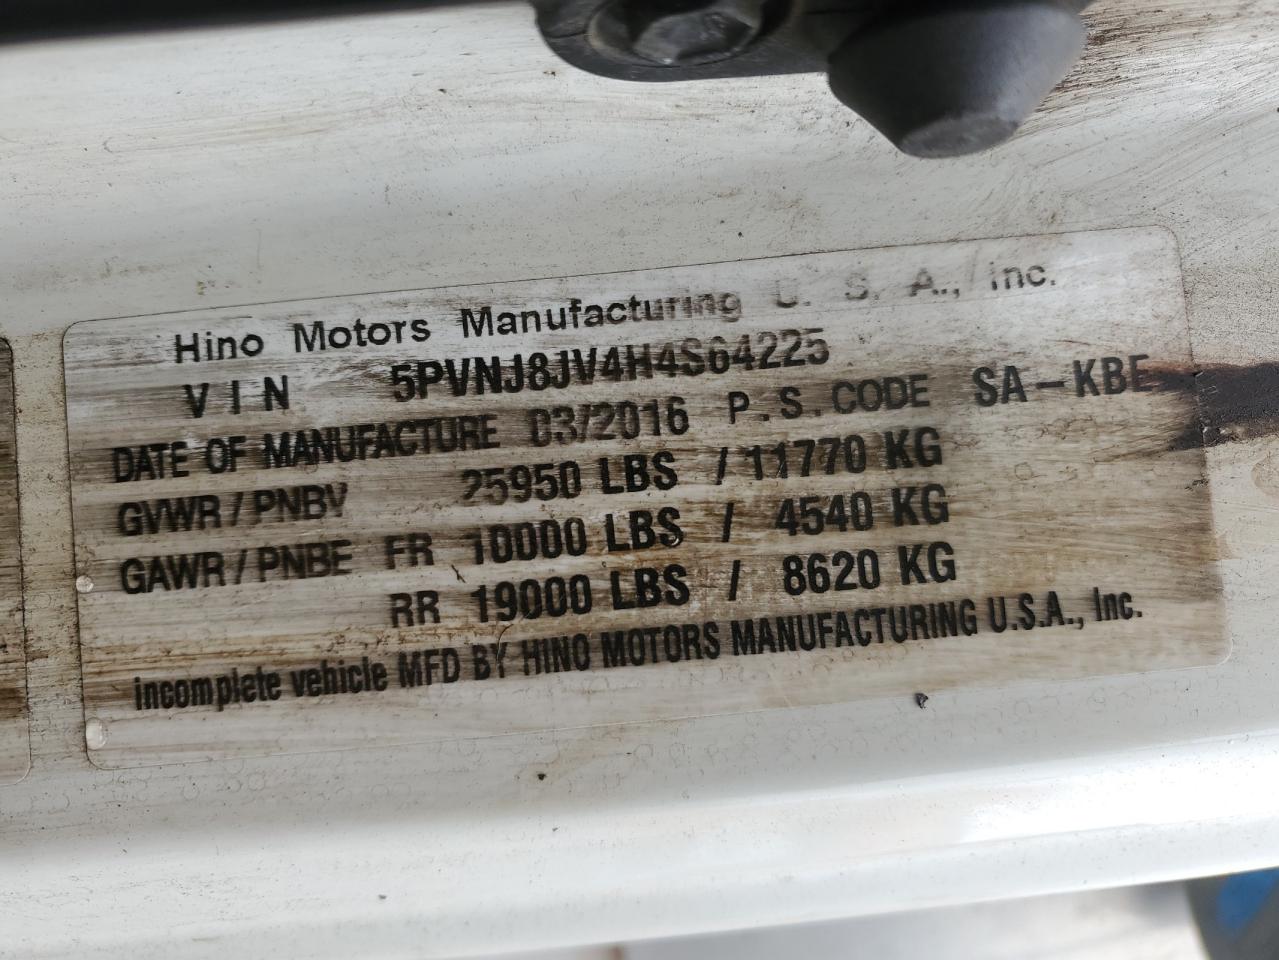 Hino Motors Manufacturing U. S. A., Inc.
VIN 5PVNJ8JV4H4S64225
DATE OF MANUFACTURE 03/2016 P.S.CODE SA-KBE
GVWR/PNBV 25950 LBS / 11770 KG
GAWR/PNBE FR 10000 LBS / 4540 KG
RR 19000 LBS / 8620 KG
incomplete vehicle MFD BY HINO MOTORS MANUFACTURING U.S.A., Inc.